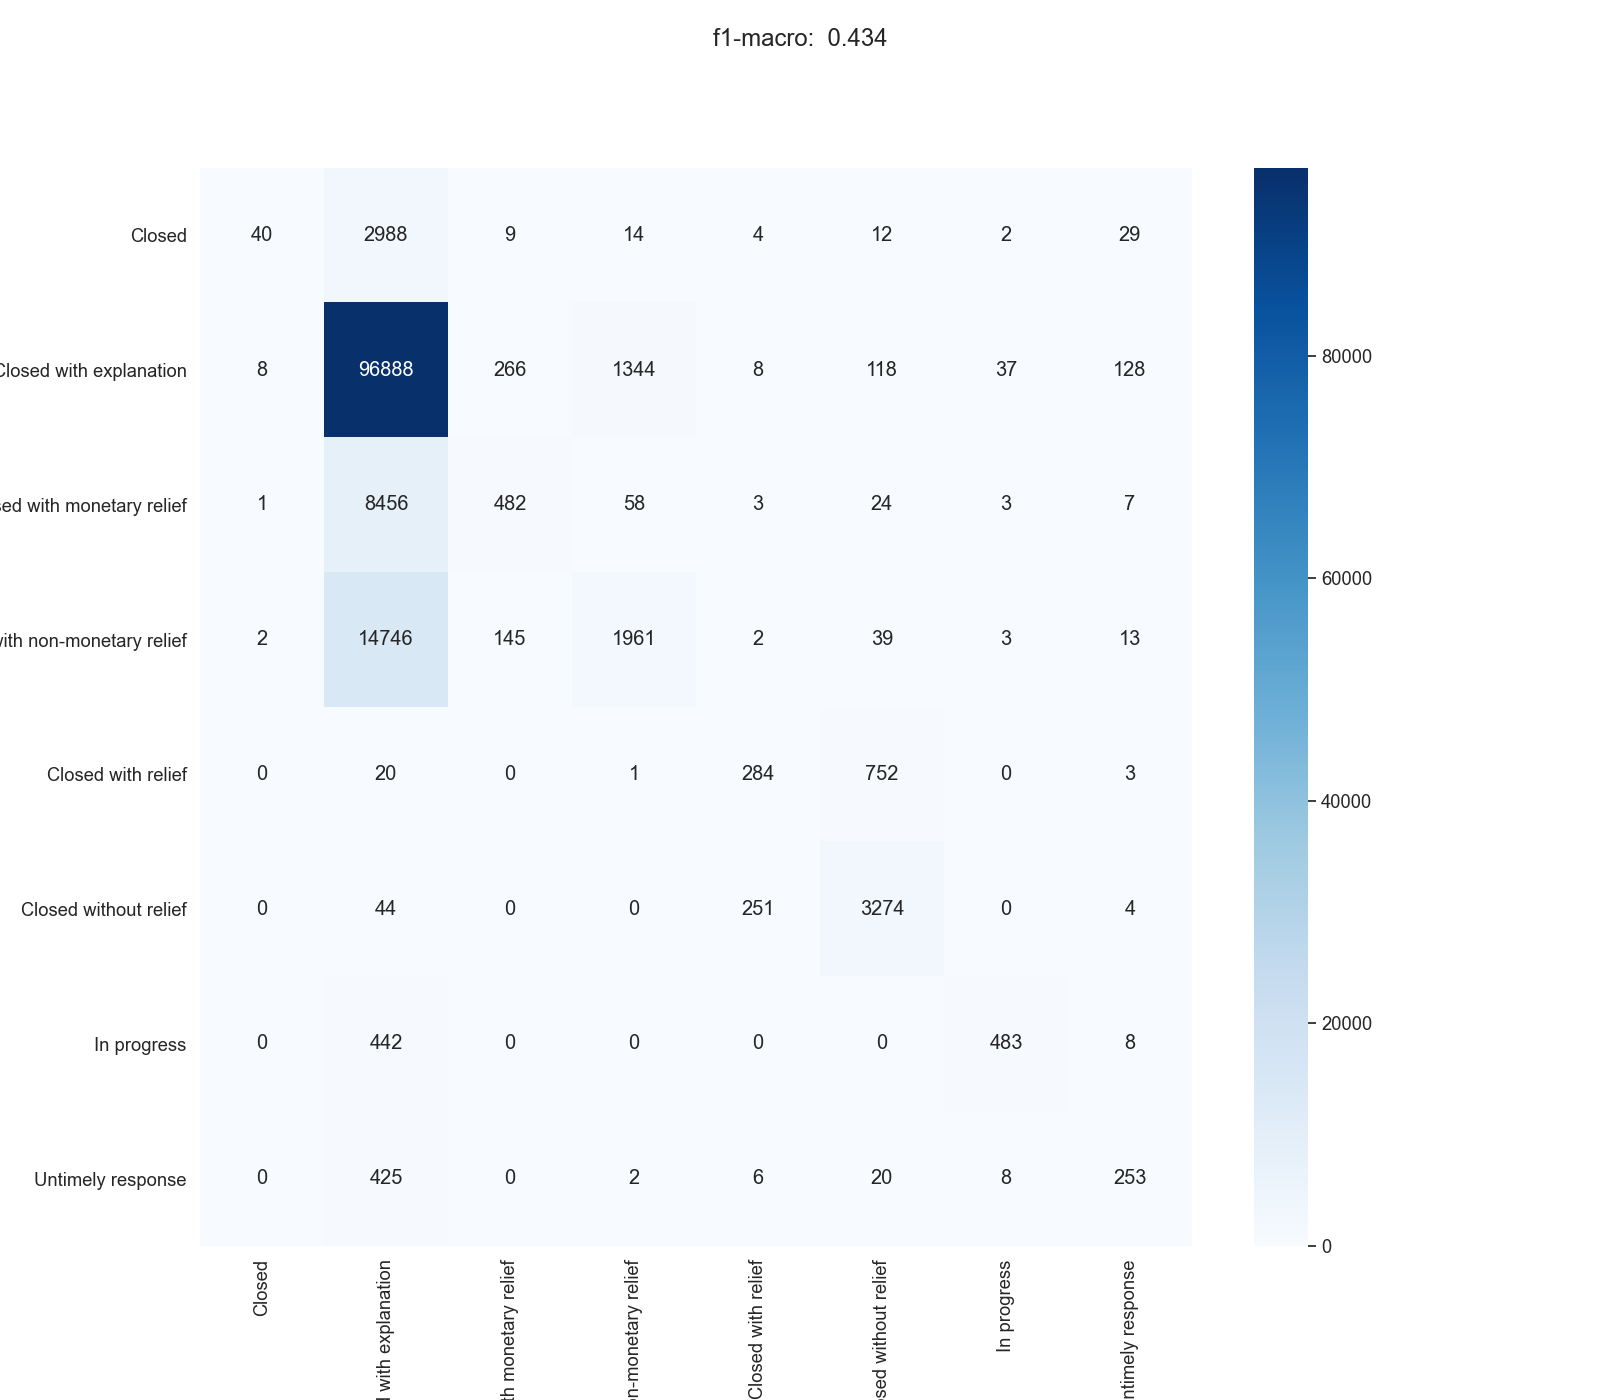 f1-macro: 0.434
Closed 40 2988 9 14 4 12 2 29
Closed with explanation 8 96888 266 1344 8 118 37 128
sed with monetary relief 1 8456 482 58 3 24 3 7
with non-monetary relief 2 14746 145 1961 2 39 3 13
Closed with relief 0 20 0 1 284 752 0 3
Closed without relief 0 44 0 0 251 3274 0 4
In progress 0 442 0 0 0 0 483 8
Untimely response 0 425 0 2 6 20 8 253
Closed
d with explanation
th monetary relief
on-monetary relief
Closed with relief
sed without relief
In progress
ntimely response
80000
60000
40000
20000
0